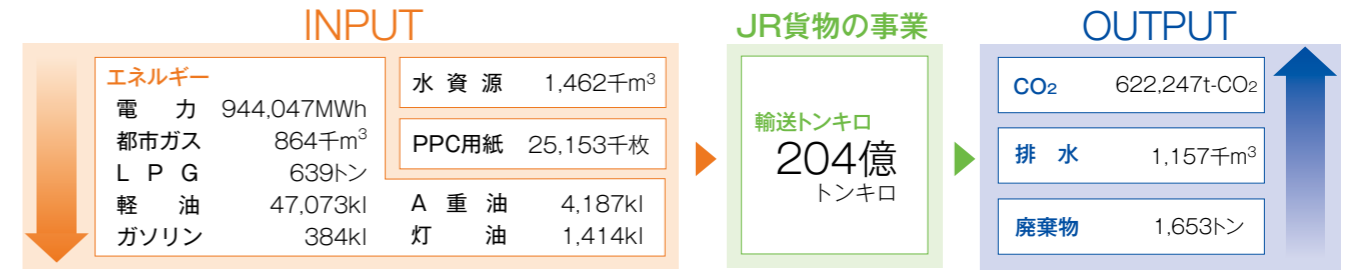 INPUT
エネルギー
電力 944,047MWh
都市ガス 864千m³
LPG 639トン
軽油 47,073kl
ガソリン 384kl
水資源 1,462千m³
PPC用紙 25,153千枚
A重油 4,187kl
灯油 1,414kl
JR貨物の事業
輸送トンキロ
204億
トンキロ
OUTPUT
CO₂ 622,247t-CO₂
排水 1,157千m³
廃棄物 1,653トン